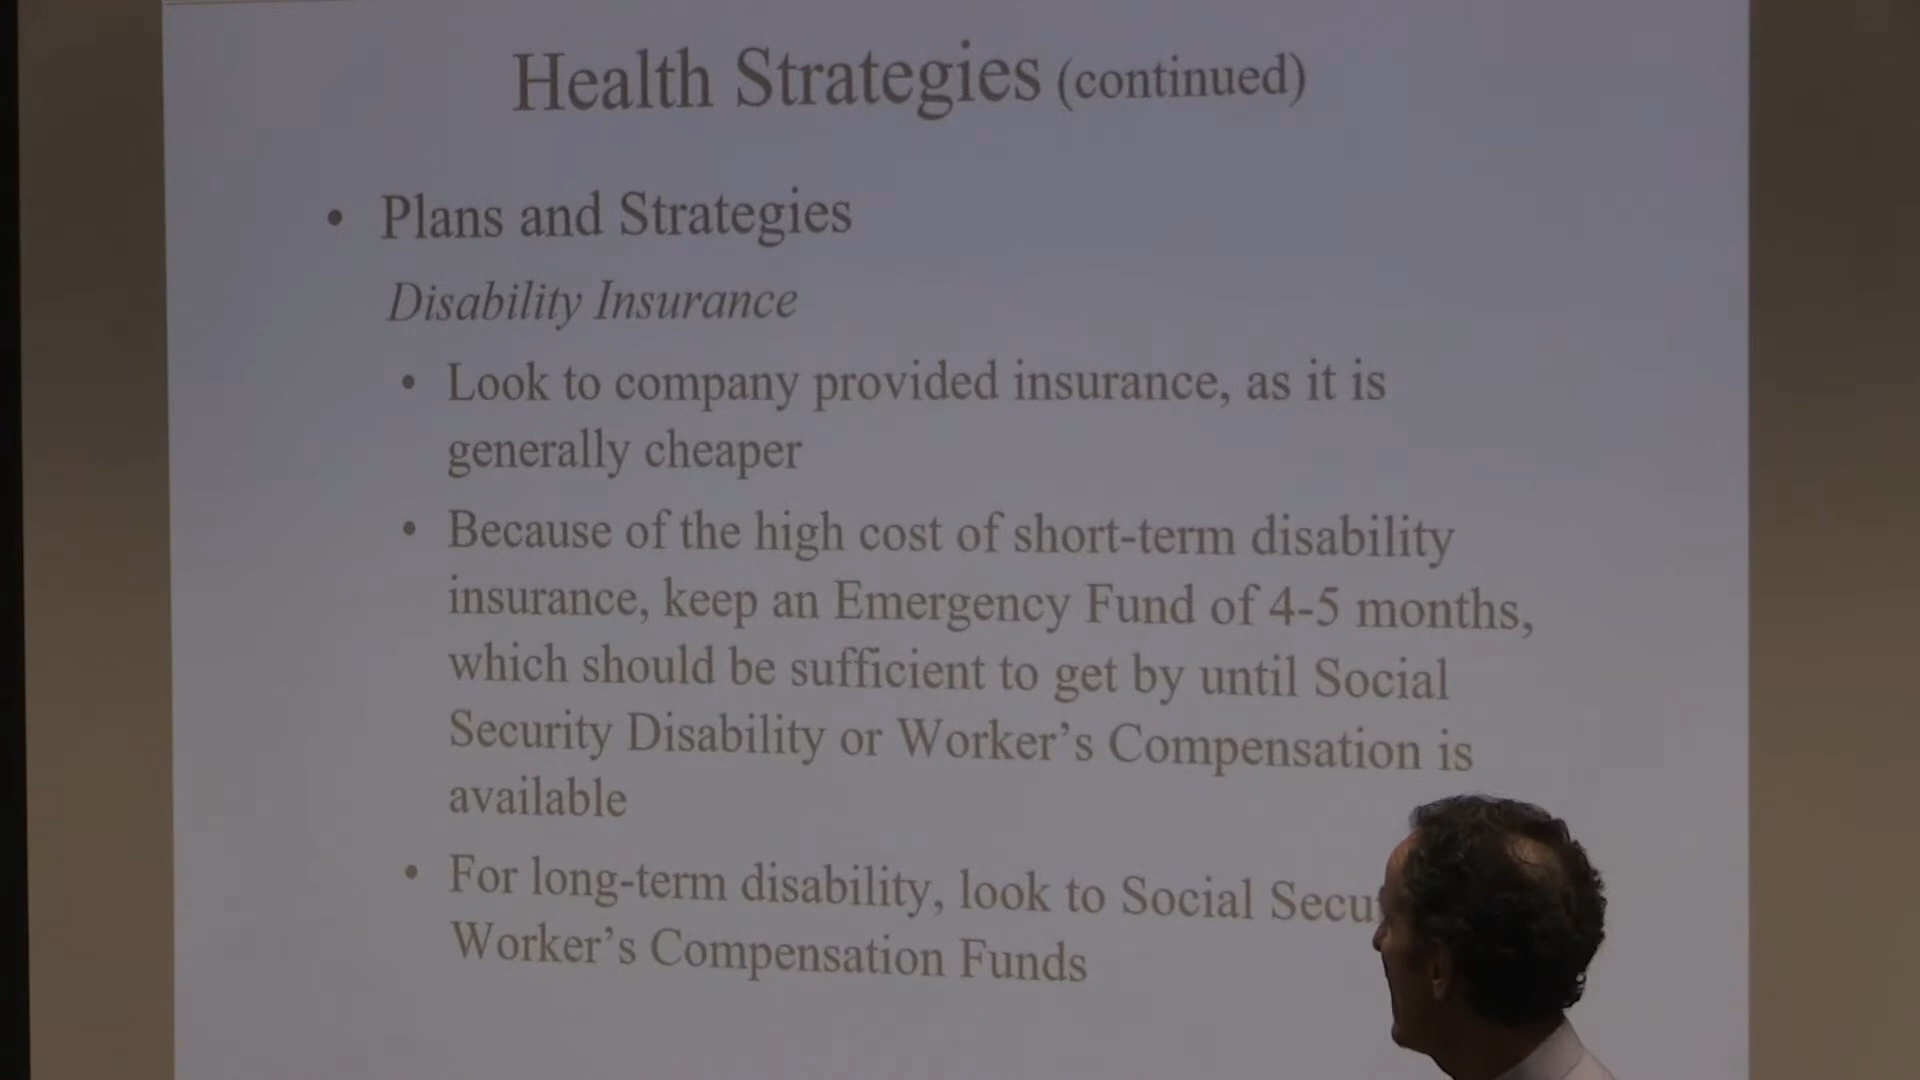 Health Strategies (continued)
• Plans and Strategies
Disability Insurance
• Look to company provided insurance, as it is
generally cheaper
• Because of the high cost of short-term disability
insurance, keep an Emergency Fund of 4-5 months,
which should be sufficient to get by until Social
Security Disability or Worker's Compensation is
available
• For long-term disability, look to Social
Worker's Compensation Funds